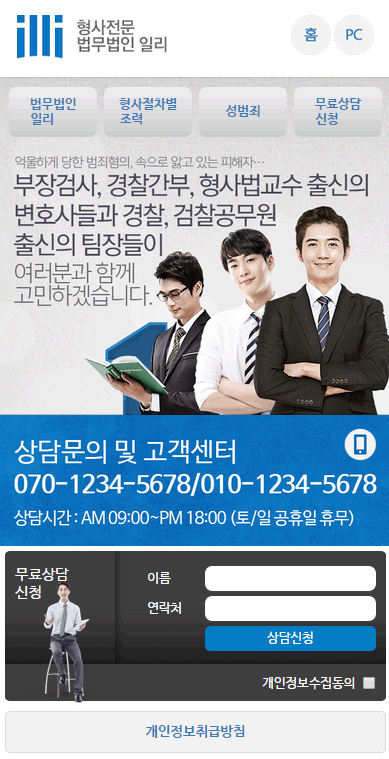 illi
형사전문
법무법인 일리
홈
PC
법무법인
일리
형사절차별
조력
성범죄
무료상담
신청
억울하게 당한 범죄혐의, 속으로 앓고 있는 피해자…
부장검사, 경찰간부, 형사법교수 출신의
변호사들과 경찰, 검찰공무원
출신의 팀장들이
여러분과 함께
고민하겠습니다.
1
상담문의 및 고객센터
070-1234-5678/010-1234-5678
상담시간 : AM 09:00~PM 18:00 (토/일 공휴일 휴무)
무료상담
신청
이름
연락처
상담신청
개인정보수집동의
개인정보취급방침